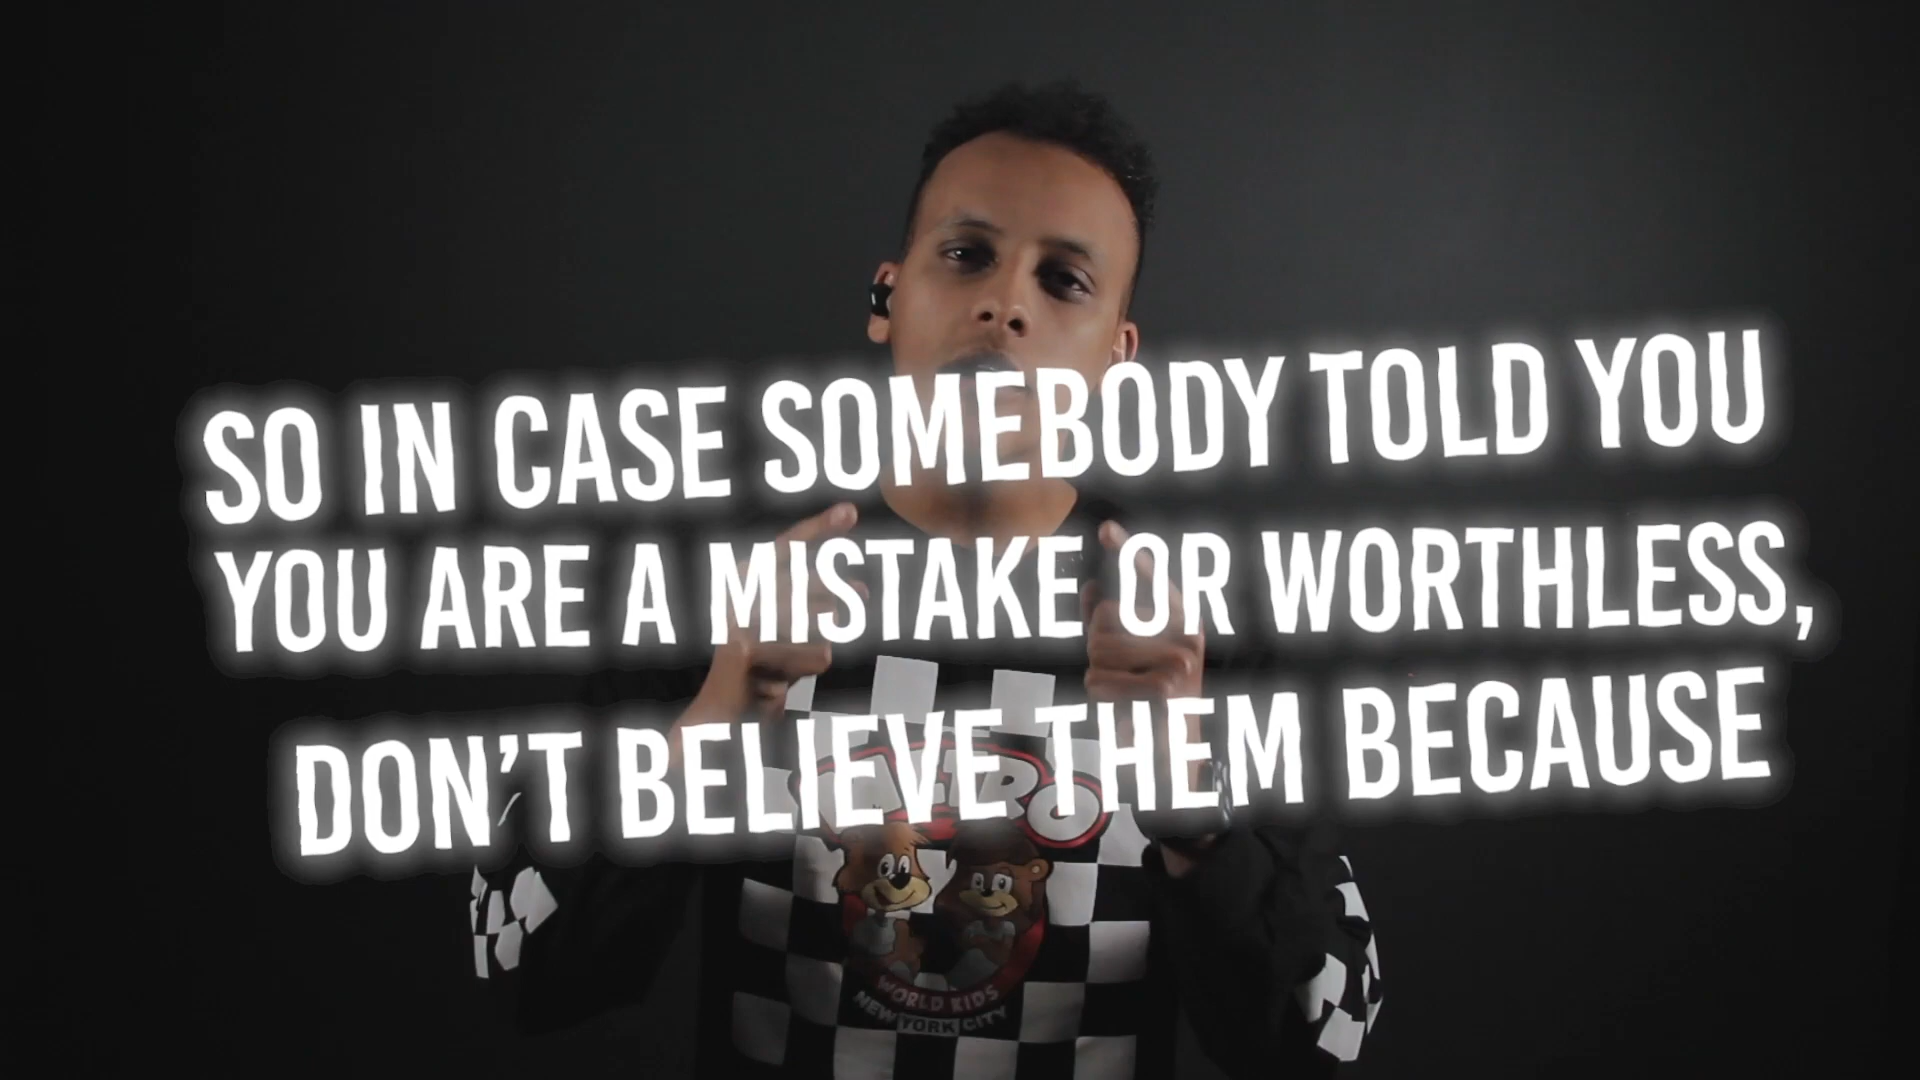 SO IN CASE SOMEBODY TOLD YOU
YOU ARE A MISTAKE OR WORTHLESS,
DON'T BELIEVE THEM BECAUSE
WORLD KIDS
NEW YORK CITY